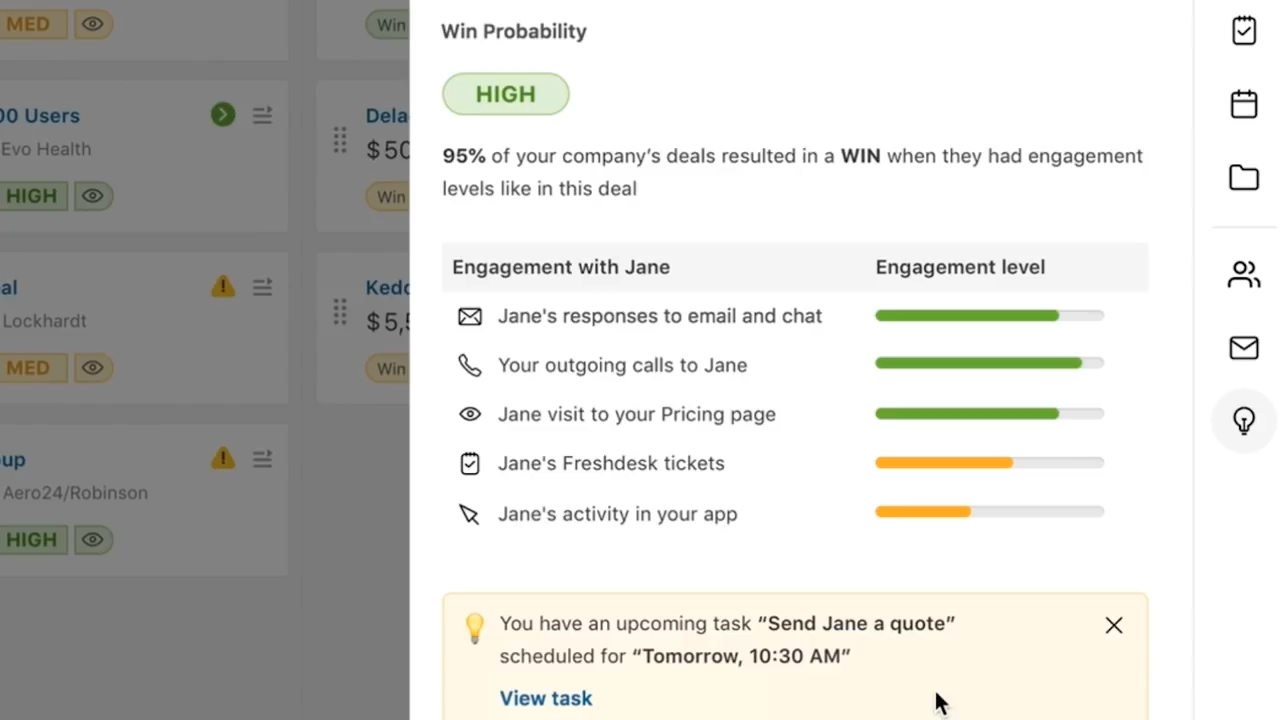 MED
Win
00 Users
Evo Health
HIGH
al
Lockhardt
MED
up
Aero24/Robinson
HIGH
Dela
$50
Win
Kedd
$5,5
Win
Win Probability
HIGH
95% of your company’s deals resulted in a WIN when they had engagement
levels like in this deal
Engagement with Jane Engagement level
Jane's responses to email and chat
Your outgoing calls to Jane
Jane visit to your Pricing page
Jane's Freshdesk tickets
Jane's activity in your app
You have an upcoming task “Send Jane a quote”
scheduled for “Tomorrow, 10:30 AM”
View task